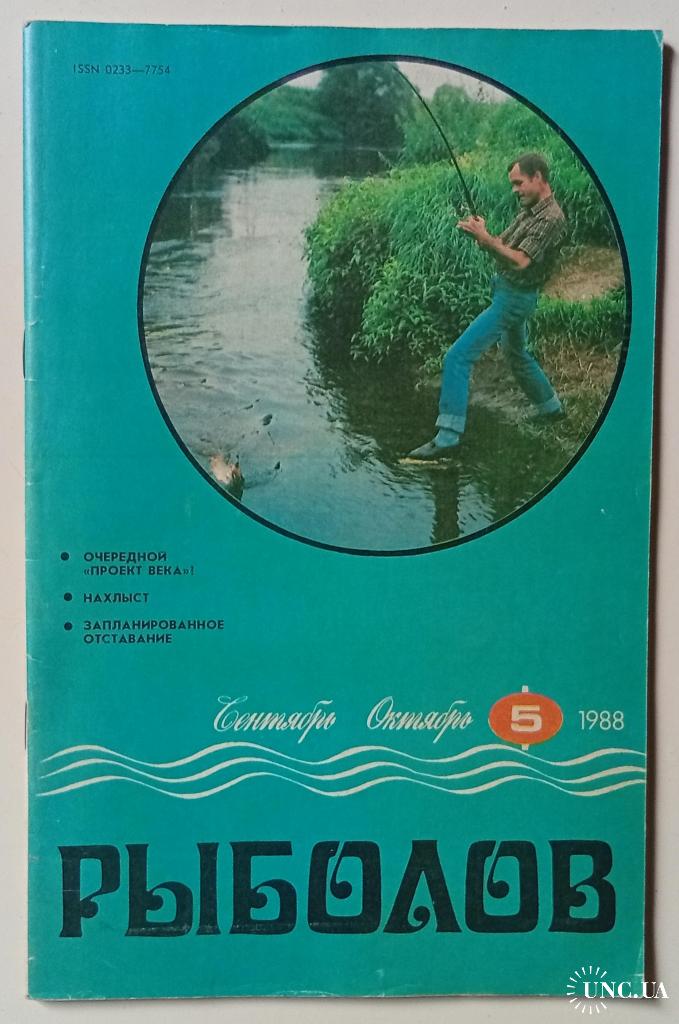 ISSN 0233—7754
• ОЧЕРЕДНОЙ
«ПРОЕКТ ВЕКА»?
• НАХЛЫСТ
• ЗАПЛАНИРОВАННОЕ
ОТСТАВАНИЕ
Сентябрь Октябрь 5 1988
РЫБОЛОВ
UNC.UA